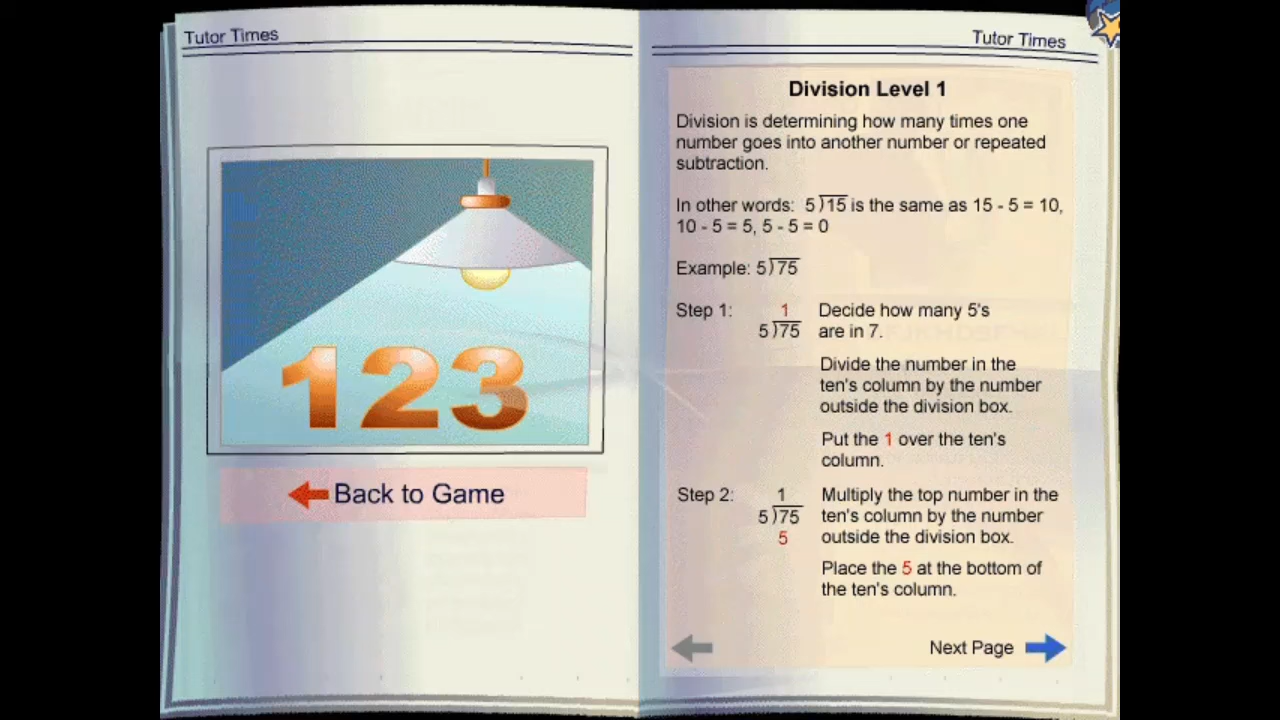 Tutor Times
123
Back to Game
Tutor Times
Division Level 1
Division is determining how many times one
number goes into another number or repeated
subtraction.
In other words: 5)15 is the same as 15 - 5 = 10,
10 - 5 = 5, 5 - 5 = 0
Example: 5)75
Step 1: 1 Decide how many 5's
5)75 are in 7.
Divide the number in the
ten's column by the number
outside the division box.
Put the 1 over the ten's
column.
Step 2: 1 Multiply the top number in the
5)75 ten's column by the number
5 outside the division box.
Place the 5 at the bottom of
the ten's column.
Next Page